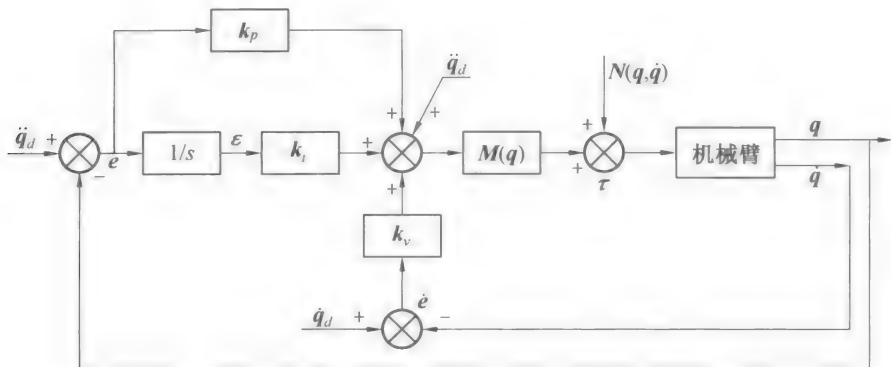 k_p
q̈_d
N(q,q̇)
q̈_d
+
+
+
+
q
−
e
1/s
ε
k_i
+
+
M(q)
+
τ
机械臂
q̇
+
k_v
ė
q̇_d
+
−